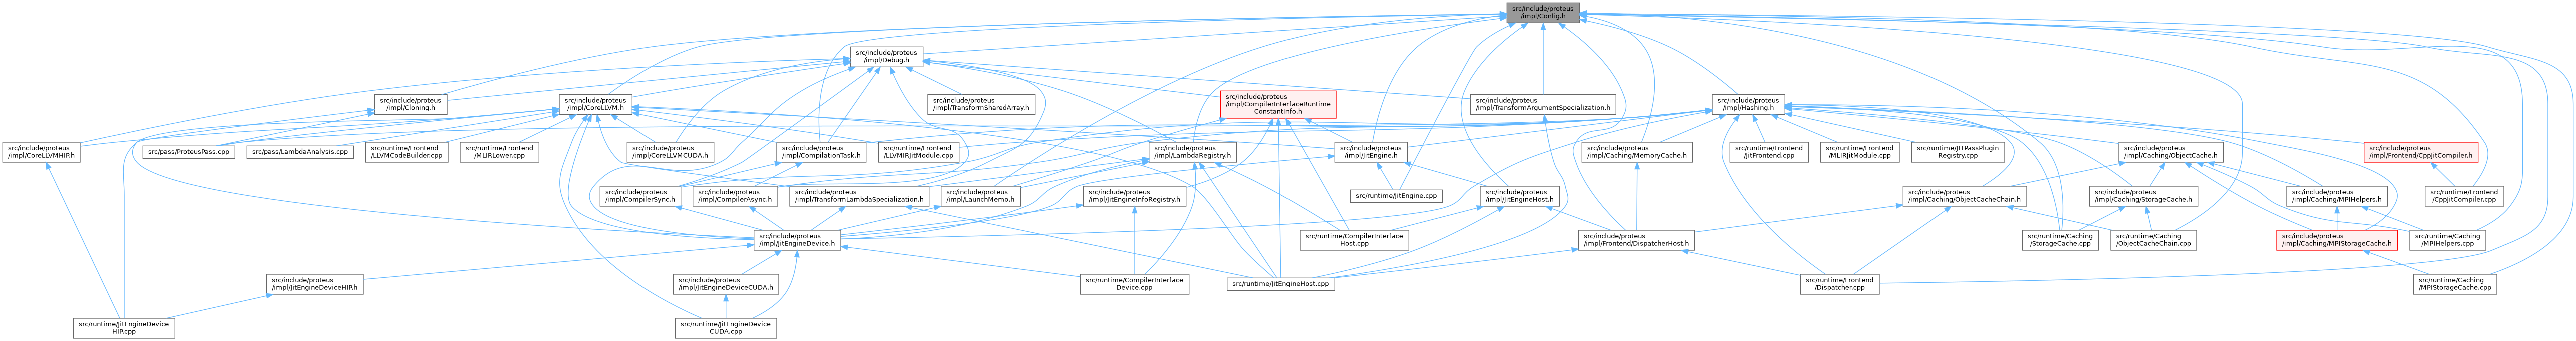 src/include/proteus
/impl/Config.h
src/include/proteus
/impl/Debug.h
src/include/proteus
/impl/Cloning.h
src/include/proteus
/impl/CoreLLVM.h
src/include/proteus
/impl/TransformSharedArray.h
src/include/proteus
/impl/CompilerInterfaceRuntime
ConstantInfo.h
src/include/proteus
/impl/TransformArgumentSpecialization.h
src/include/proteus
/impl/Hashing.h
src/include/proteus
/impl/CoreLLVMHIP.h
src/pass/ProteusPass.cpp
src/pass/LambdaAnalysis.cpp
src/runtime/Frontend
/LLVMCodeBuilder.cpp
src/runtime/Frontend
/MLIRLower.cpp
src/include/proteus
/impl/CoreLLVMCUDA.h
src/include/proteus
/impl/CompilationTask.h
src/runtime/Frontend
/LLVMIRJitModule.cpp
src/include/proteus
/impl/LambdaRegistry.h
src/include/proteus
/impl/JitEngine.h
src/include/proteus
/impl/Caching/MemoryCache.h
src/runtime/Frontend
/JitFrontend.cpp
src/runtime/Frontend
/MLIRJitModule.cpp
src/runtime/JITPassPlugin
Registry.cpp
src/include/proteus
/impl/Caching/ObjectCache.h
src/include/proteus
/impl/Frontend/CppJitCompiler.h
src/include/proteus
/impl/CompilerSync.h
src/include/proteus
/impl/CompilerAsync.h
src/include/proteus
/impl/TransformLambdaSpecialization.h
src/include/proteus
/impl/LaunchMemo.h
src/include/proteus
/impl/JitEngineInfoRegistry.h
src/runtime/JitEngine.cpp
src/include/proteus
/impl/JitEngineHost.h
src/include/proteus
/impl/Caching/ObjectCacheChain.h
src/include/proteus
/impl/Caching/StorageCache.h
src/include/proteus
/impl/Caching/MPIHelpers.h
src/runtime/Frontend
/CppJitCompiler.cpp
src/include/proteus
/impl/JitEngineDevice.h
src/runtime/CompilerInterface
Host.cpp
src/include/proteus
/impl/Frontend/DispatcherHost.h
src/runtime/Caching
/StorageCache.cpp
src/runtime/Caching
/ObjectCacheChain.cpp
src/include/proteus
/impl/Caching/MPIStorageCache.h
src/runtime/Caching
/MPIHelpers.cpp
src/include/proteus
/impl/JitEngineDeviceHIP.h
src/include/proteus
/impl/JitEngineDeviceCUDA.h
src/runtime/CompilerInterface
Device.cpp
src/runtime/JitEngineHost.cpp
src/runtime/Frontend
/Dispatcher.cpp
src/runtime/Caching
/MPIStorageCache.cpp
src/runtime/JitEngineDevice
HIP.cpp
src/runtime/JitEngineDevice
CUDA.cpp